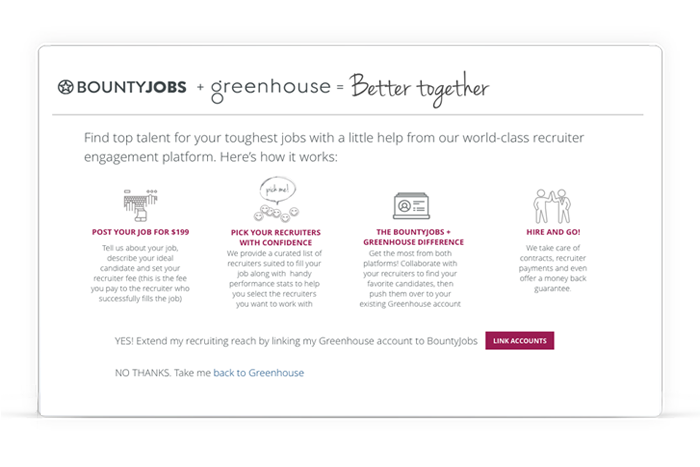 BOUNTYJOBS + greenhouse = Better together
Find top talent for your toughest jobs with a little help from our world-class recruiter
engagement platform. Here's how it works:
pick me!
POST YOUR JOB FOR $199
Tell us about your job,
describe your ideal
candidate and set your
recruiter fee (this is the fee
you pay to the recruiter who
successfully fills the job)
PICK YOUR RECRUITERS
WITH CONFIDENCE
We provide a curated list of
recruiters suited to fill your
job along with handy
performance stats to help
you select the recruiters
you want to work with
THE BOUNTYJOBS +
GREENHOUSE DIFFERENCE
Get the most from both
platforms! Collaborate with
your recruiters to find your
favorite candidates, then
push them over to your
existing Greenhouse account
HIRE AND GO!
We take care of
contracts, recruiter
payments and even
offer a money back
guarantee.
YES! Extend my recruiting reach by linking my Greenhouse account to BountyJobs
LINK ACCOUNTS
NO THANKS. Take me back to Greenhouse